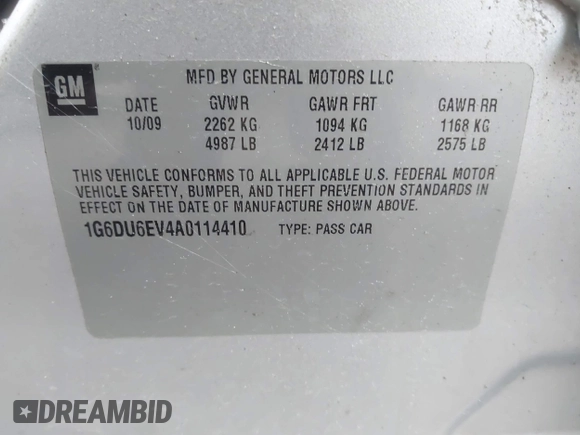 GM
MFD BY GENERAL MOTORS LLC
DATE GVWR GAWR FRT GAWR RR
10/09 2262 KG 1094 KG 1168 KG
4987 LB 2412 LB 2575 LB
THIS VEHICLE CONFORMS TO ALL APPLICABLE U.S. FEDERAL MOTOR
VEHICLE SAFETY, BUMPER, AND THEFT PREVENTION STANDARDS IN
EFFECT ON THE DATE OF MANUFACTURE SHOWN ABOVE.
1G6DU6EV4A0114410 TYPE: PASS CAR
DREAMBID